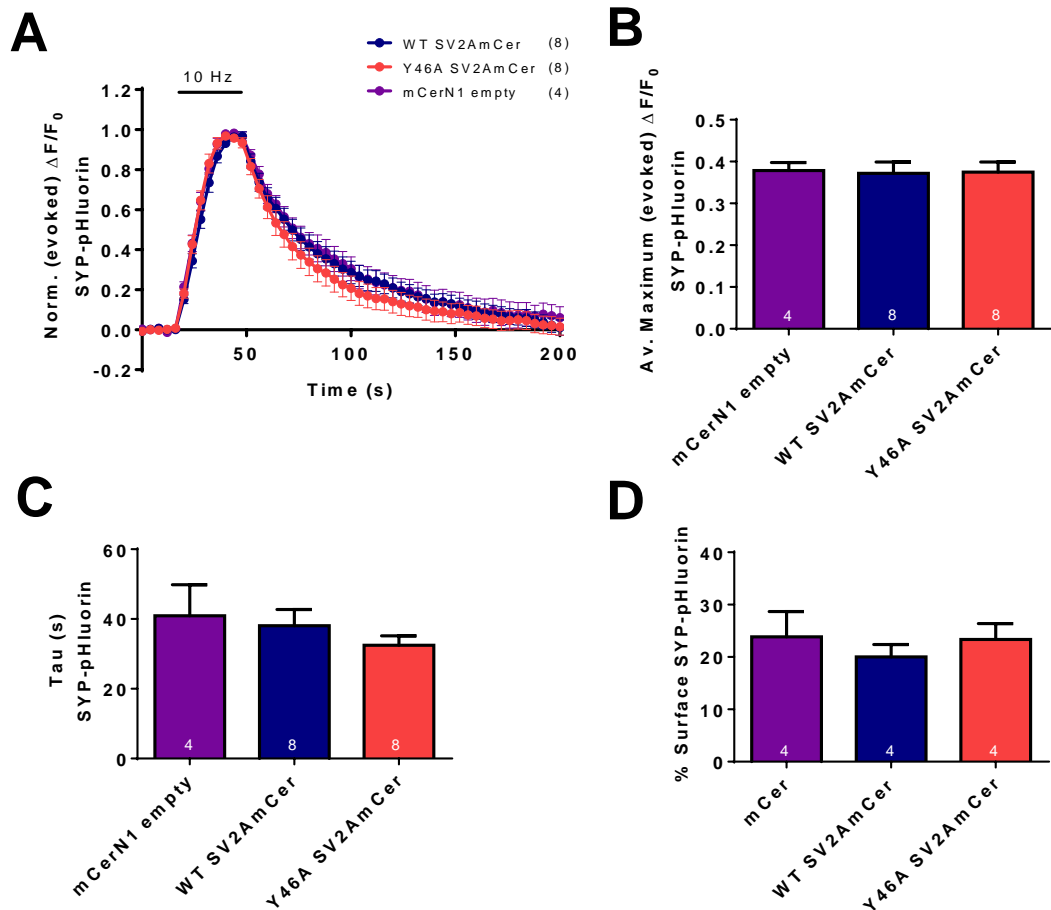 A
WT SV2AmCer (8)
Y46A SV2AmCer (8)
mCerN1 empty (4)
10 Hz
Norm. (evoked) ΔF/F0
SYP-pHluorin
1.2
1.0
0.8
0.6
0.4
0.2
0.0
-0.2
50
100
150
200
Time (s)
B
Av. Maximum (evoked) ΔF/F0
SYP-pHluorin
0.5
0.4
0.3
0.2
0.1
0.0
4
8
8
mCerN1 empty
WT SV2AmCer
Y46A SV2AmCer
C
Tau (s)
SYP-pHluorin
60
40
20
0
4
8
8
mCerN1 empty
WT SV2AmCer
Y46A SV2AmCer
D
% Surface SYP-pHluorin
40
30
20
10
0
4
4
4
mCer
WT SV2AmCer
Y46A SV2AmCer